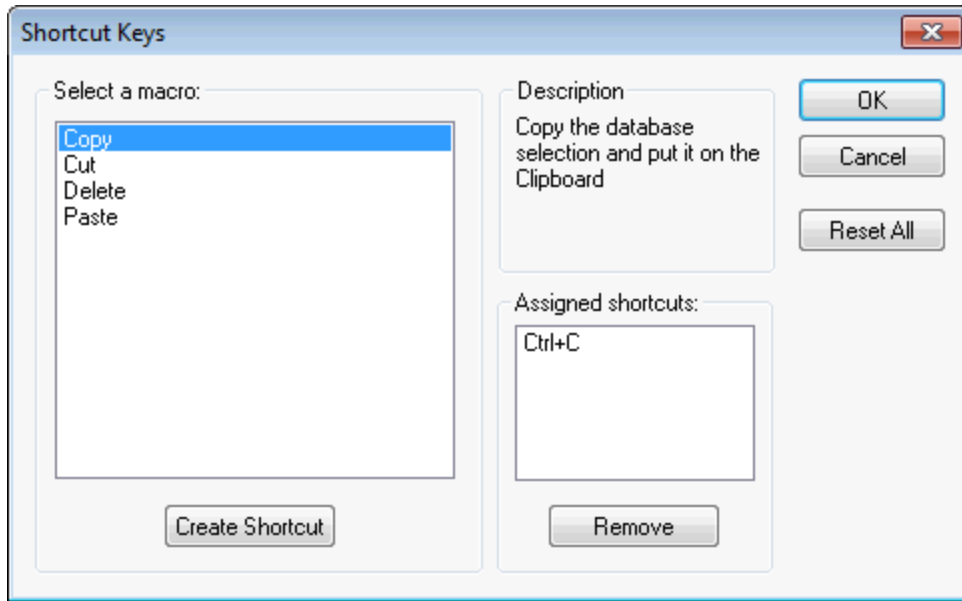 Shortcut Keys
Select a macro:
Copy
Cut
Delete
Paste
Create Shortcut
Description
Copy the database
selection and put it on the
Clipboard
Assigned shortcuts:
Ctrl+C
Remove
OK
Cancel
Reset All